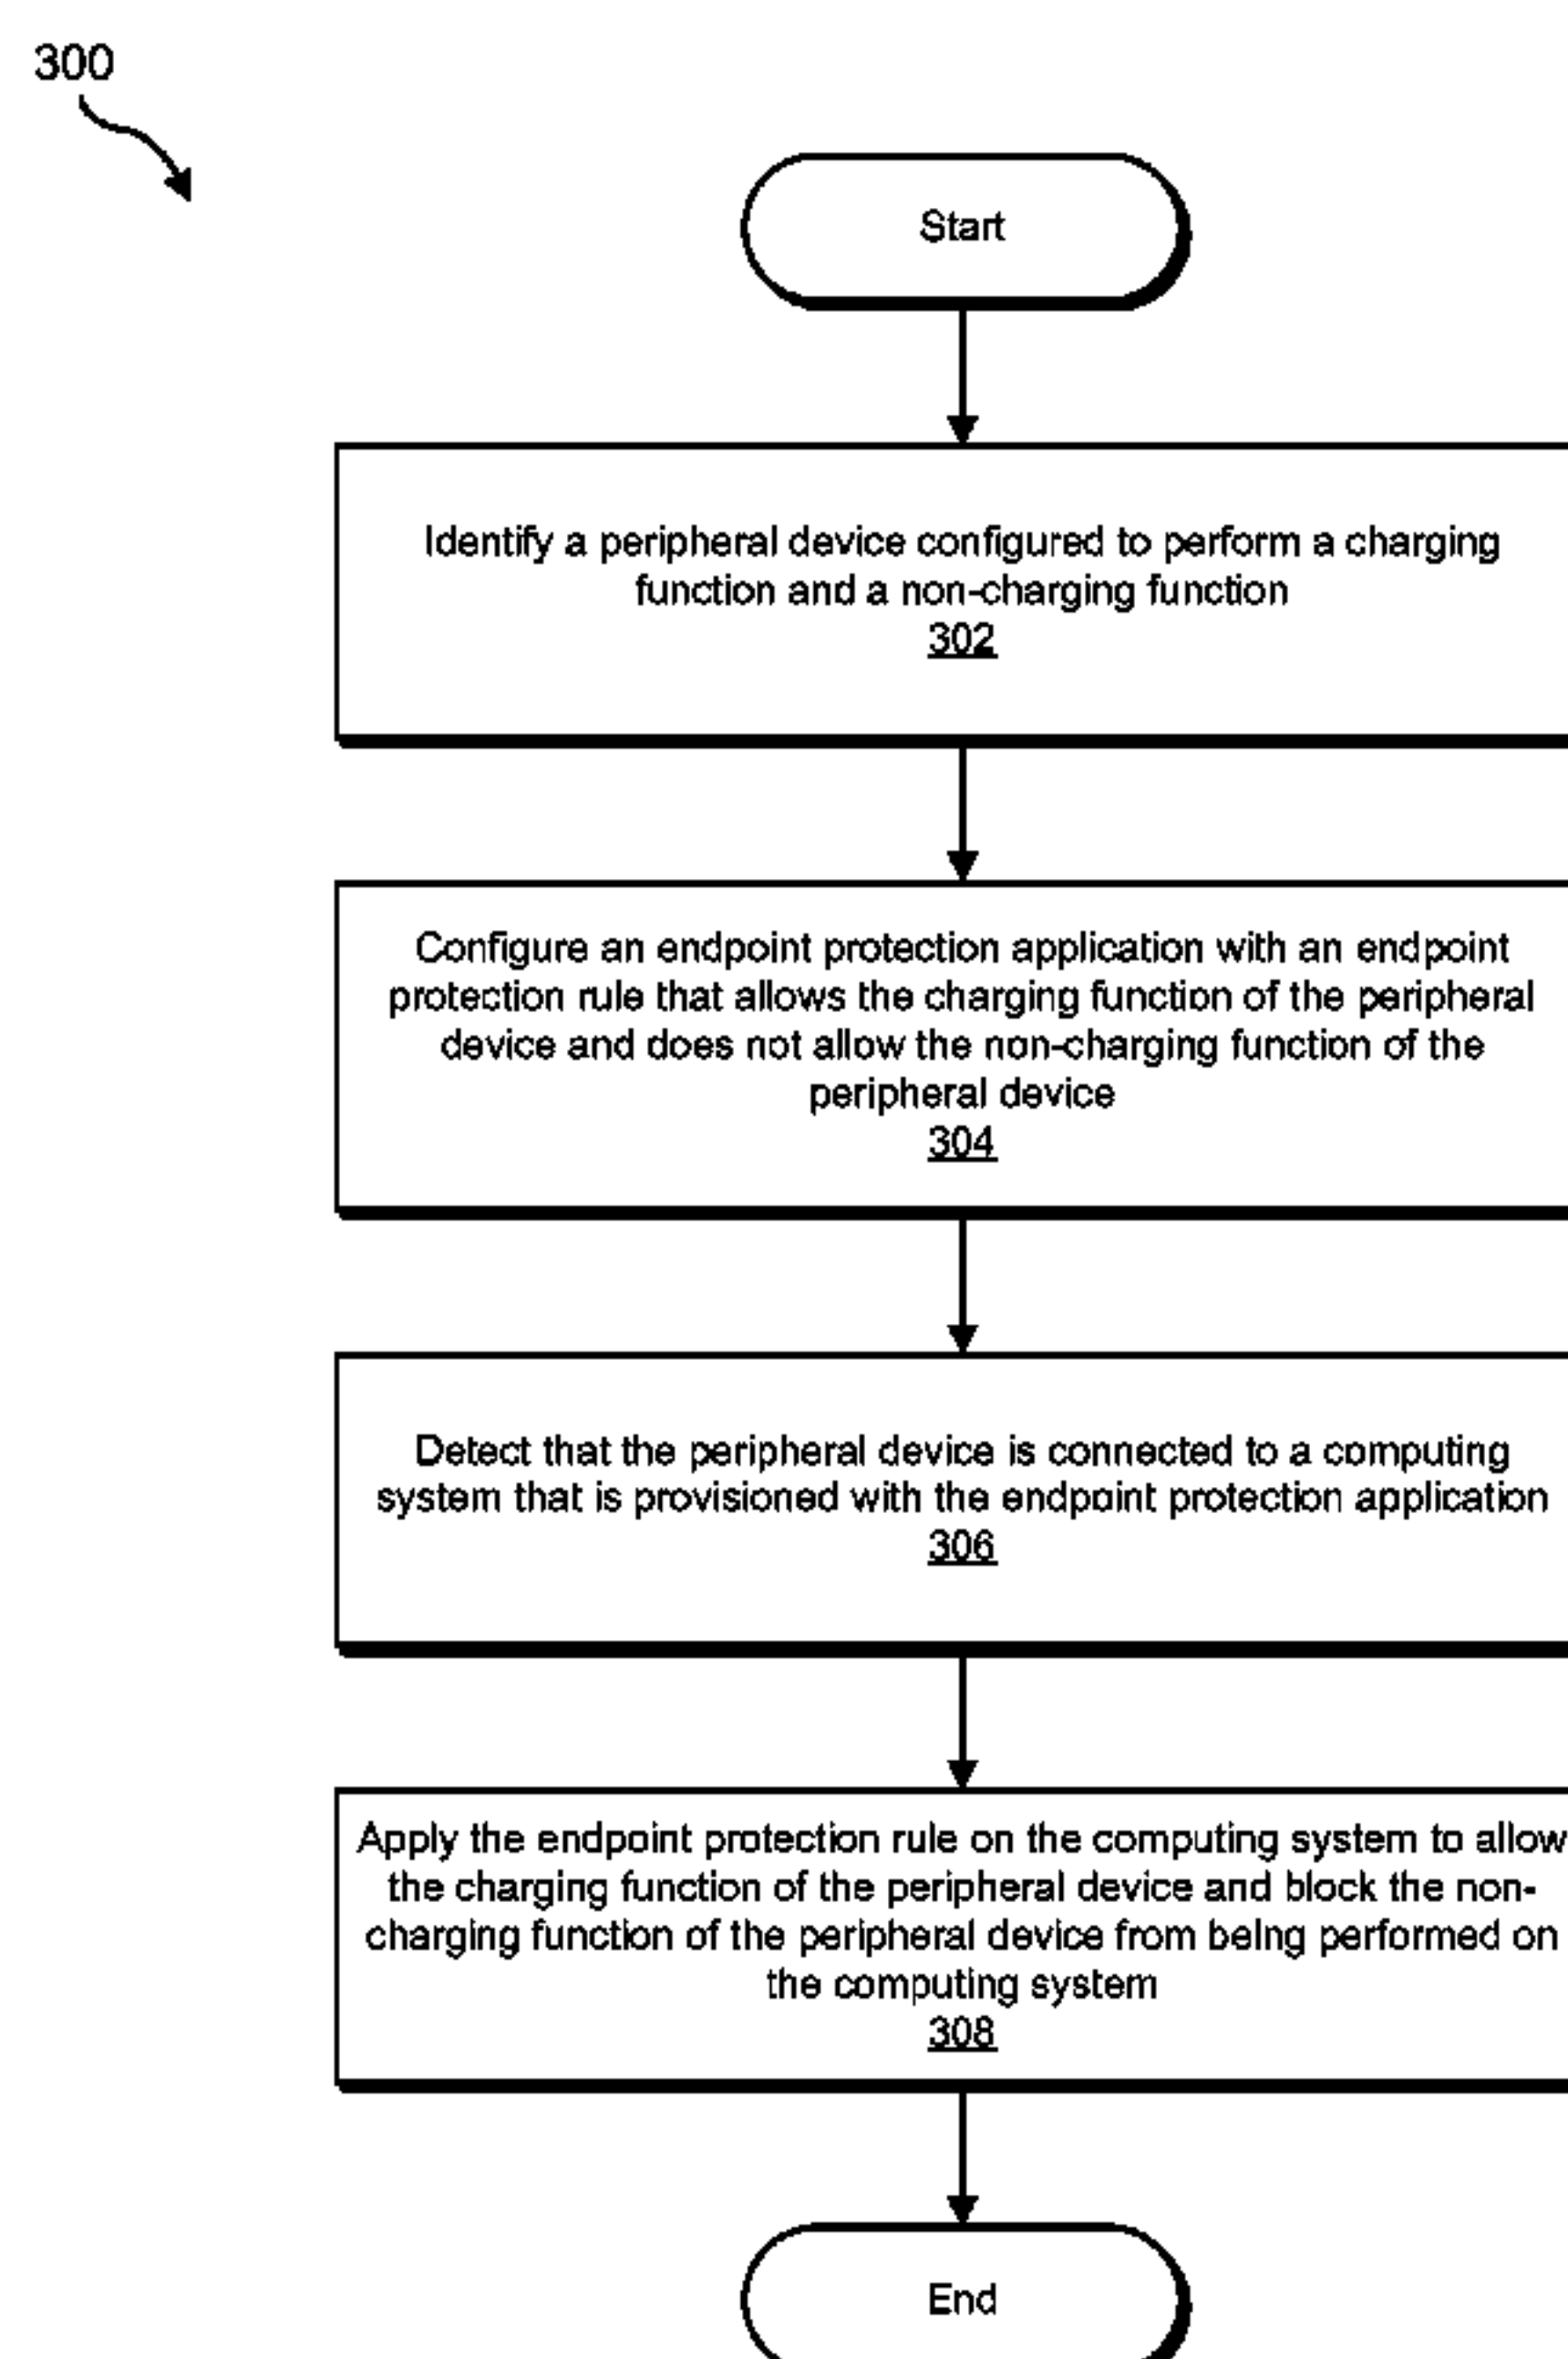 300
Start
Identify a peripheral device configured to perform a charging
function and a non-charging function
302
Configure an endpoint protection application with an endpoint
protection rule that allows the charging function of the peripheral
device and does not allow the non-charging function of the
peripheral device
304
Detect that the peripheral device is connected to a computing
system that is provisioned with the endpoint protection application
306
Apply the endpoint protection rule on the computing system to allow
the charging function of the peripheral device and block the non-
charging function of the peripheral device from being performed on
the computing system
308
End